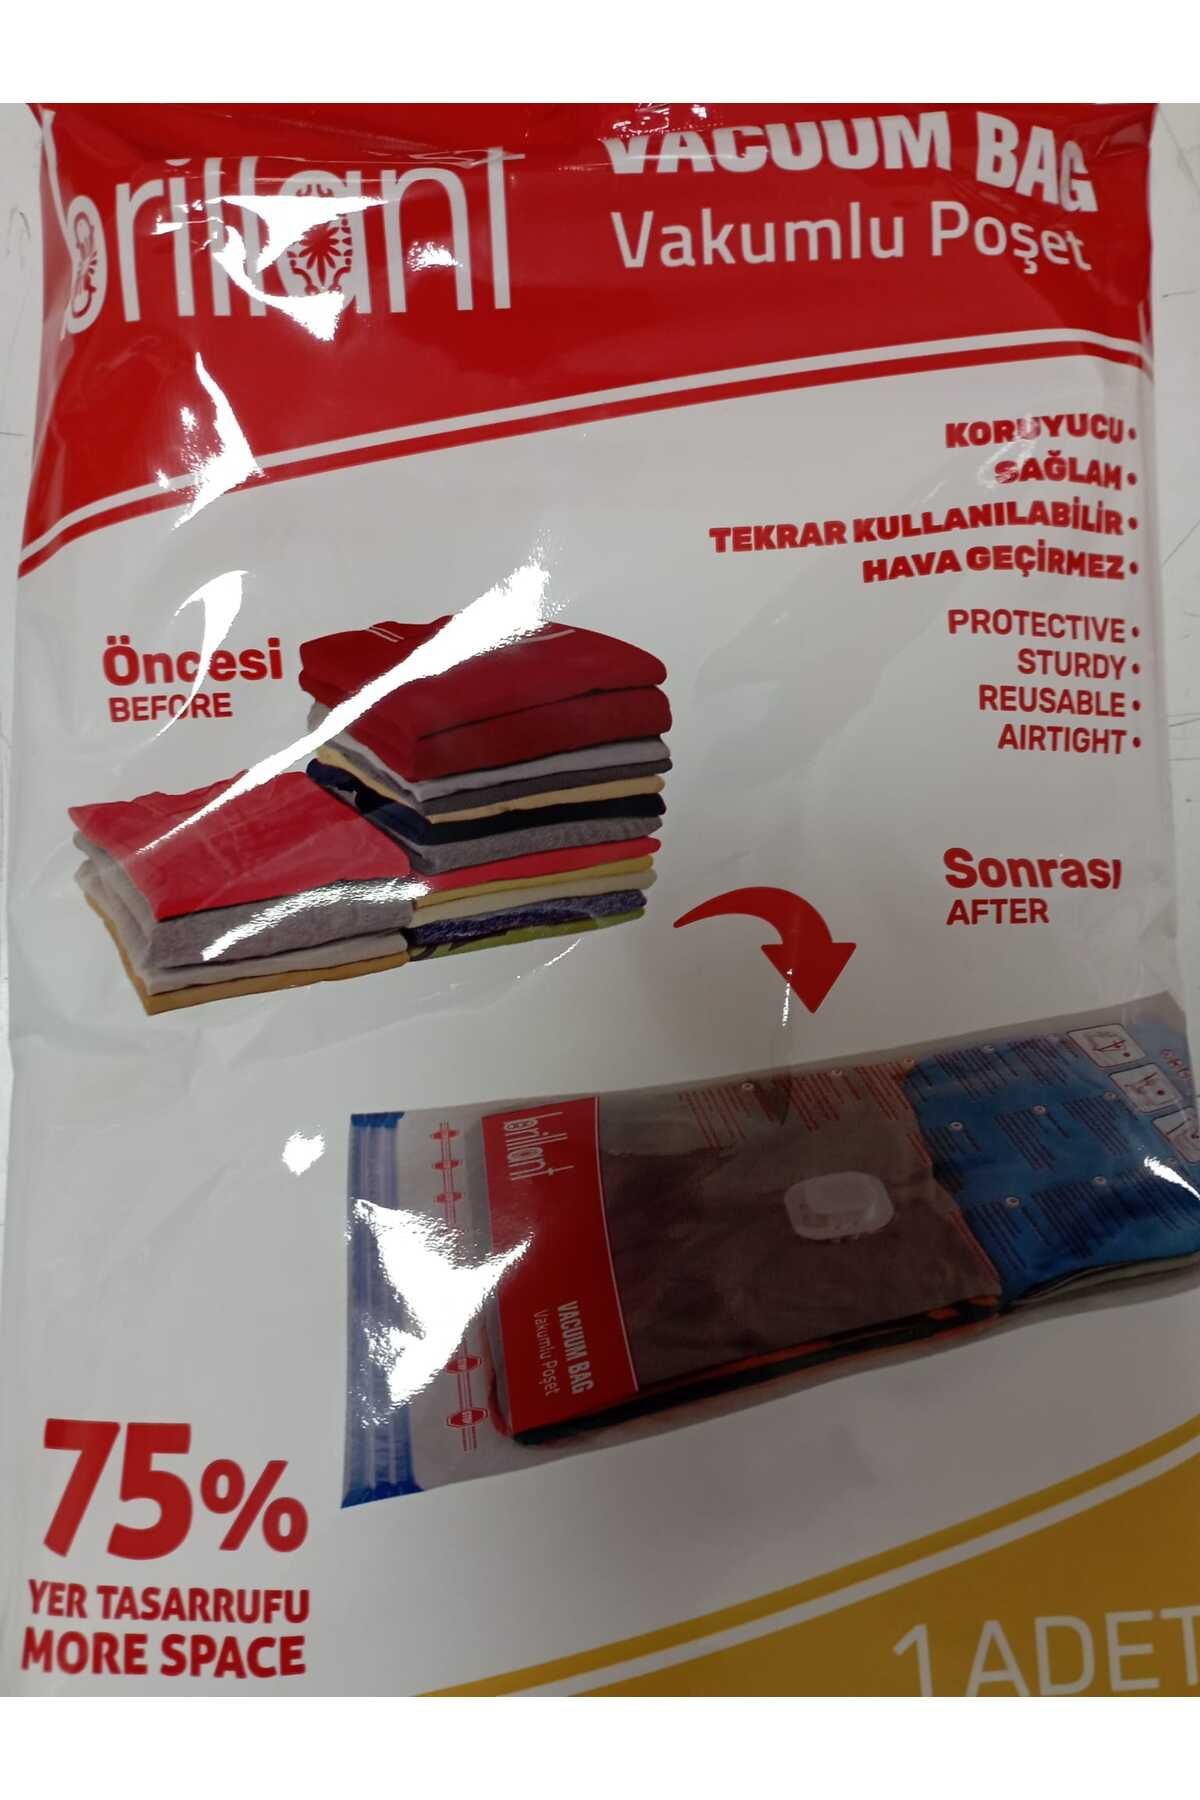 brillant
VACUUM BAG
Vakumlu Poşet
KORUYUCU •
SAĞLAM •
TEKRAR KULLANILABİLİR •
HAVA GEÇİRMEZ •
PROTECTIVE •
STURDY •
REUSABLE •
AIRTIGHT •
Öncesi
BEFORE
Sonrası
AFTER
brillant
VACUUM BAG
Vakumlu Poşet
75%
YER TASARRUFU
MORE SPACE
1 ADET